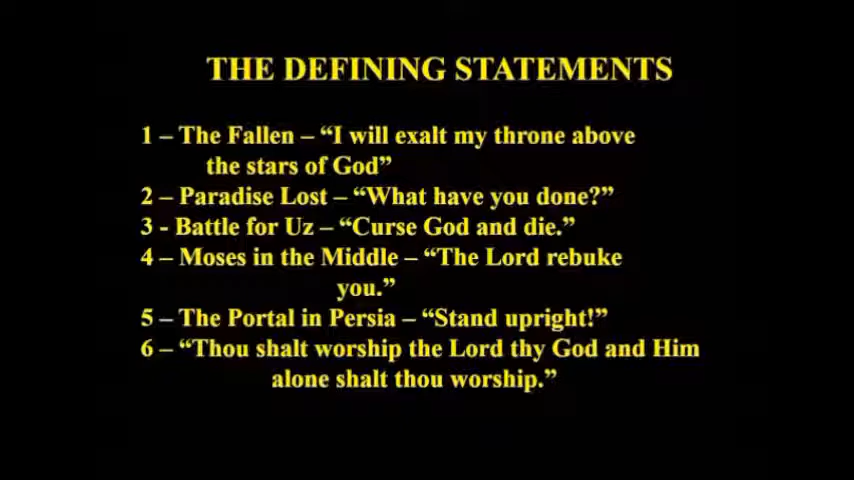 THE DEFINING STATEMENTS
1 – The Fallen – “I will exalt my throne above
the stars of God”
2 – Paradise Lost – “What have you done?”
3 - Battle for Uz – “Curse God and die.”
4 – Moses in the Middle – “The Lord rebuke
you.”
5 – The Portal in Persia – “Stand upright!”
6 – “Thou shalt worship the Lord thy God and Him
alone shalt thou worship.”